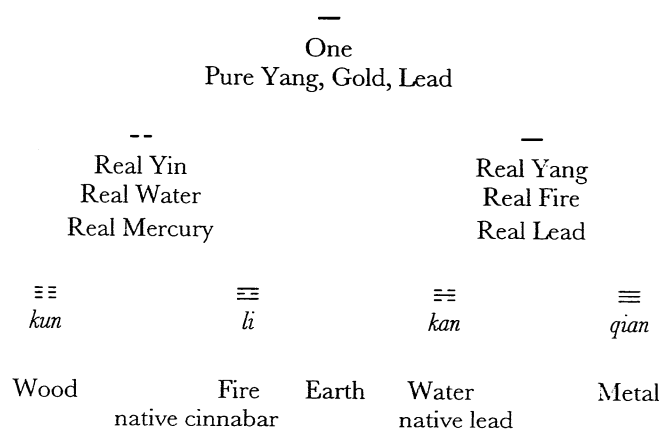 One
Pure Yang, Gold, Lead
Real Yin Real Yang
Real Water Real Fire
Real Mercury Real Lead
☷ ☲ ☵ ☰
kun li kan qian
Wood Fire Earth Water Metal
native cinnabar native lead